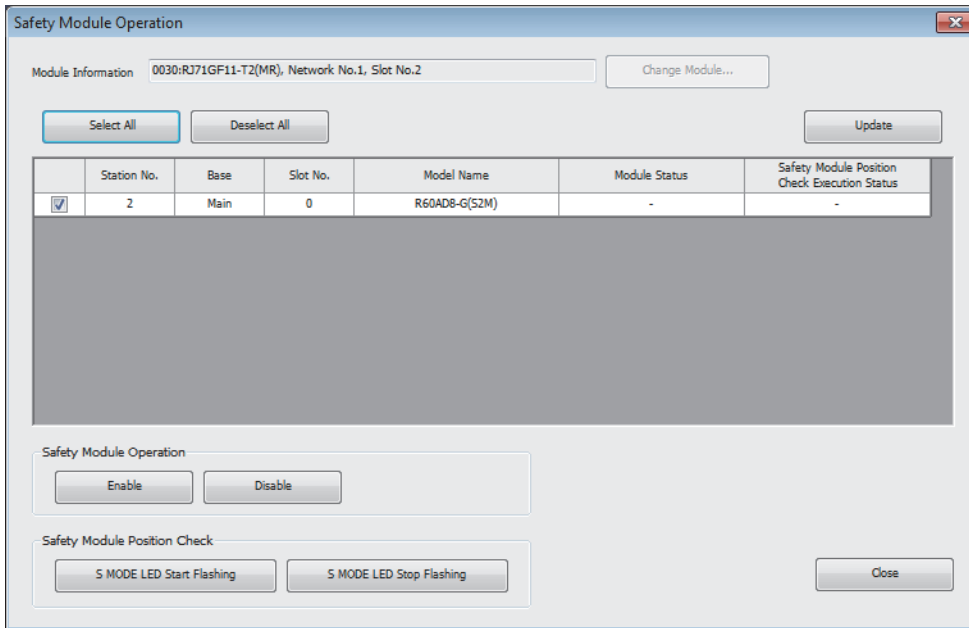 Safety Module Operation
Module Information 0030:RJ71GF11-T2(MR), Network No.1, Slot No.2 Change Module...
Select All Deselect All Update
Station No. Base Slot No. Model Name Module Status Safety Module Position
Check Execution Status
2 Main 0 R60AD8-G(S2M) - -
Safety Module Operation
Enable Disable
Safety Module Position Check
S MODE LED Start Flashing S MODE LED Stop Flashing Close